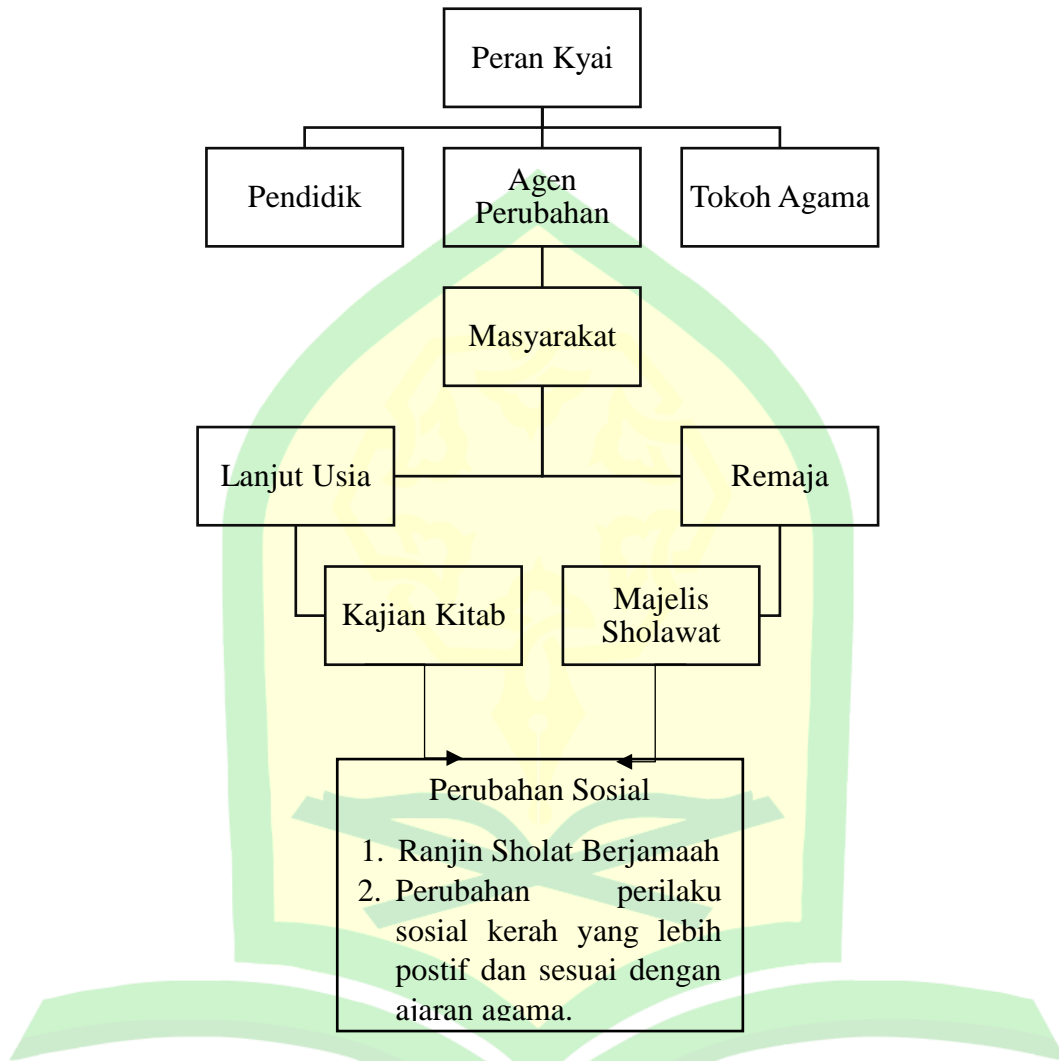 Peran Kyai
Pendidik
Agen
Perubahan
Tokoh Agama
Masyarakat
Lanjut Usia
Remaja
Kajian Kitab
Majelis
Sholawat
Perubahan Sosial
1. Ranjin Sholat Berjamaah
2. Perubahan perilaku
sosial kerah yang lebih
postif dan sesuai dengan
ajaran agama.